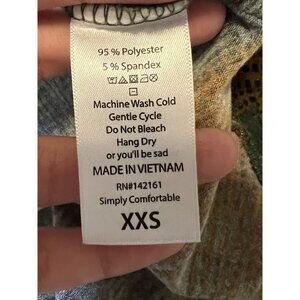 95% Polyester
5% Spandex
Machine Wash Cold
Gentle Cycle
Do Not Bleach
Hang Dry
or you'll be sad
MADE IN VIETNAM
RN#142161
Simply Comfortable
XXS